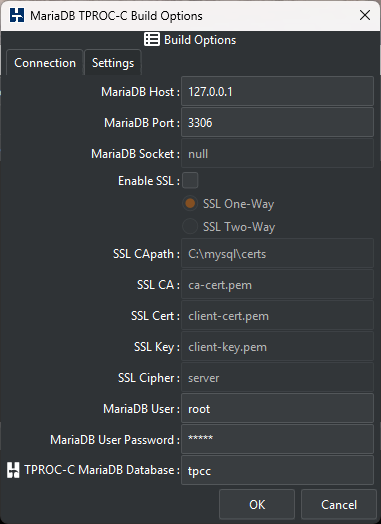 MariaDB TPROC-C Build Options
Build Options
Connection Settings
MariaDB Host : 127.0.0.1
MariaDB Port : 3306
MariaDB Socket : null
Enable SSL :
SSL One-Way
SSL Two-Way
SSL CApath : C:\mysql\certs
SSL CA : ca-cert.pem
SSL Cert : client-cert.pem
SSL Key : client-key.pem
SSL Cipher : server
MariaDB User : root
MariaDB User Password : *****
TPROC-C MariaDB Database : tpcc
OK Cancel